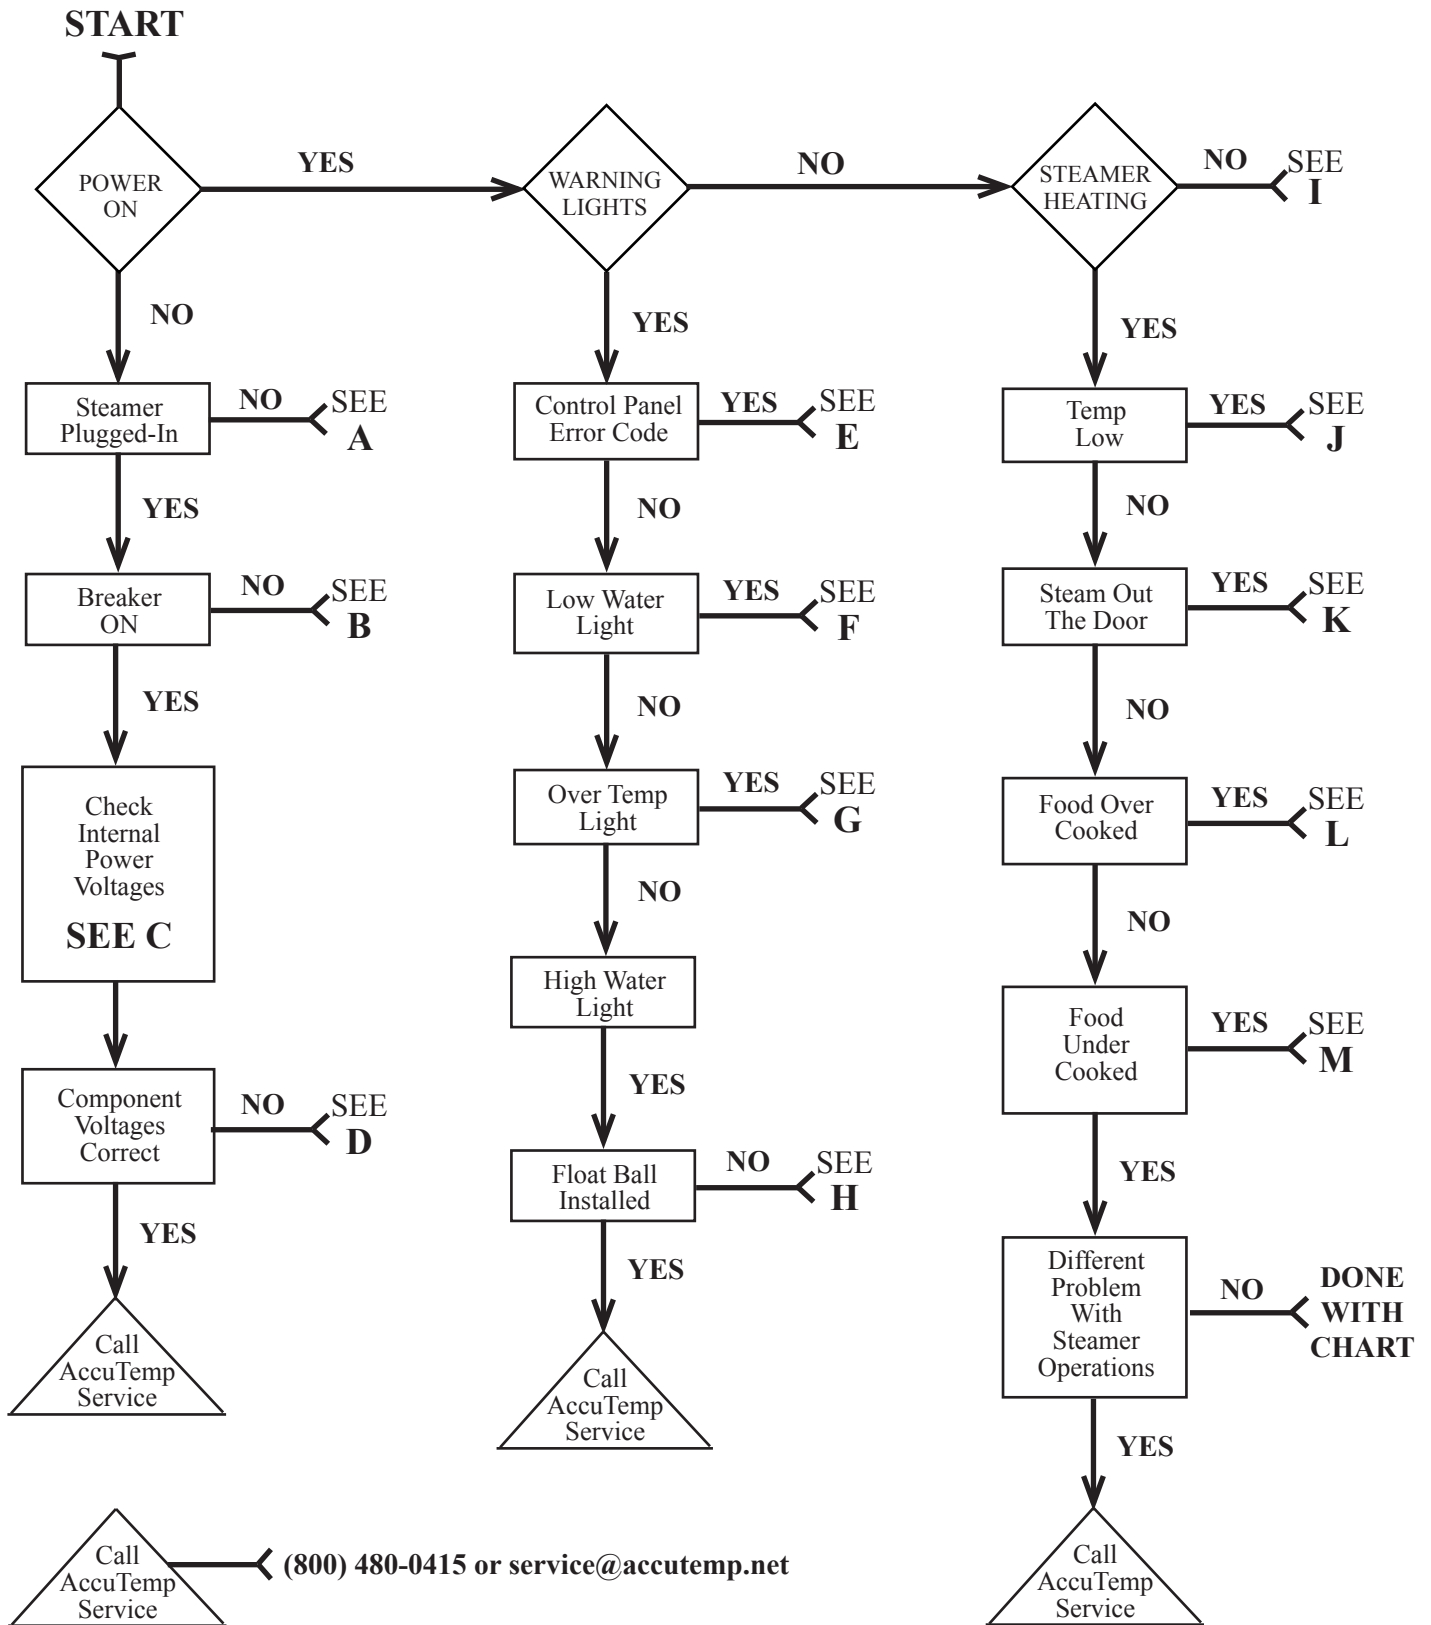 START
POWER
ON
YES
WARNING
LIGHTS
NO
STEAMER
HEATING
NO
SEE
I
NO
Steamer
Plugged-In
NO
SEE
A
YES
Breaker
ON
NO
SEE
B
YES
Check
Internal
Power
Voltages
SEE C
Component
Voltages
Correct
NO
SEE
D
YES
Call
AccuTemp
Service
YES
Control Panel
Error Code
YES
SEE
E
NO
Low Water
Light
YES
SEE
F
NO
Over Temp
Light
YES
SEE
G
NO
High Water
Light
YES
Float Ball
Installed
NO
SEE
H
YES
Call
AccuTemp
Service
YES
Temp
Low
YES
SEE
J
NO
Steam Out
The Door
YES
SEE
K
NO
Food Over
Cooked
YES
SEE
L
NO
Food
Under
Cooked
YES
SEE
M
YES
Different
Problem
With
Steamer
Operations
NO
DONE
WITH
CHART
YES
Call
AccuTemp
Service
Call
AccuTemp
Service
(800) 480-0415 or service@accutemp.net